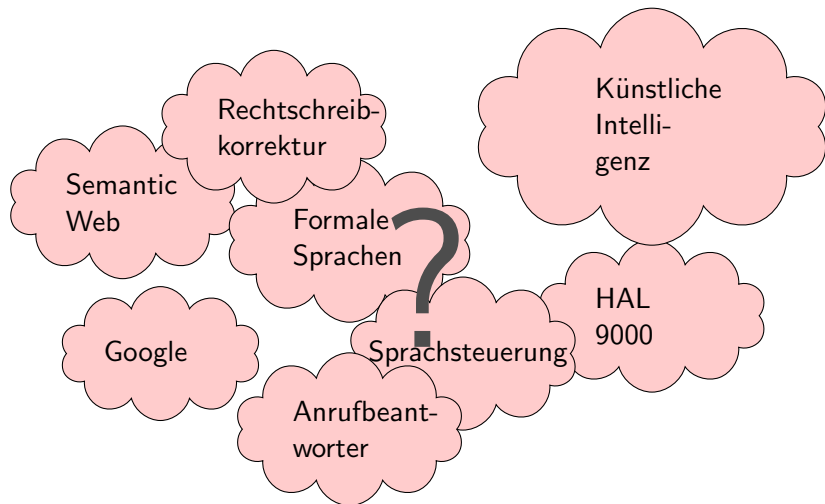 Künstliche
Intelli-
genz
Rechtschreib-
korrektur
Semantic
Web
Formale
Sprachen
?
HAL
9000
Google
Sprachsteuerung
Anrufbeant-
worter